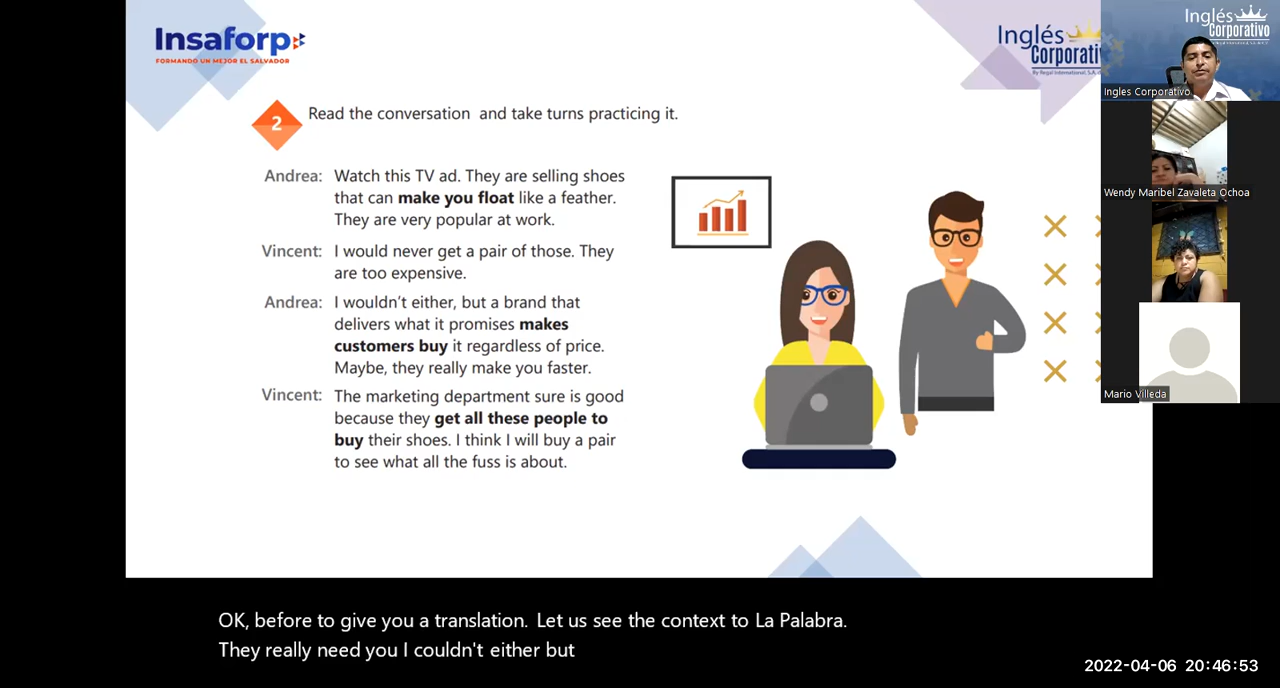 Insaforp
FORMANDO UN MEJOR EL SALVADOR
Inglés
Corporativo
By Regal International, S.A. d
2
Read the conversation and take turns practicing it.
Andrea: Watch this TV ad. They are selling shoes
that can make you float like a feather.
They are very popular at work.
Vincent: I would never get a pair of those. They
are too expensive.
Andrea: I wouldn't either, but a brand that
delivers what it promises makes
customers buy it regardless of price.
Maybe, they really make you faster.
Vincent: The marketing department sure is good
because they get all these people to
buy their shoes. I think I will buy a pair
to see what all the fuss is about.
Inglés
Corporativo
Ingles Corporativo
Wendy Maribel Zavaleta Ochoa
Mario Villeda
OK, before to give you a translation. Let us see the context to La Palabra.
They really need you I couldn't either but
2022-04-06 20:46:53